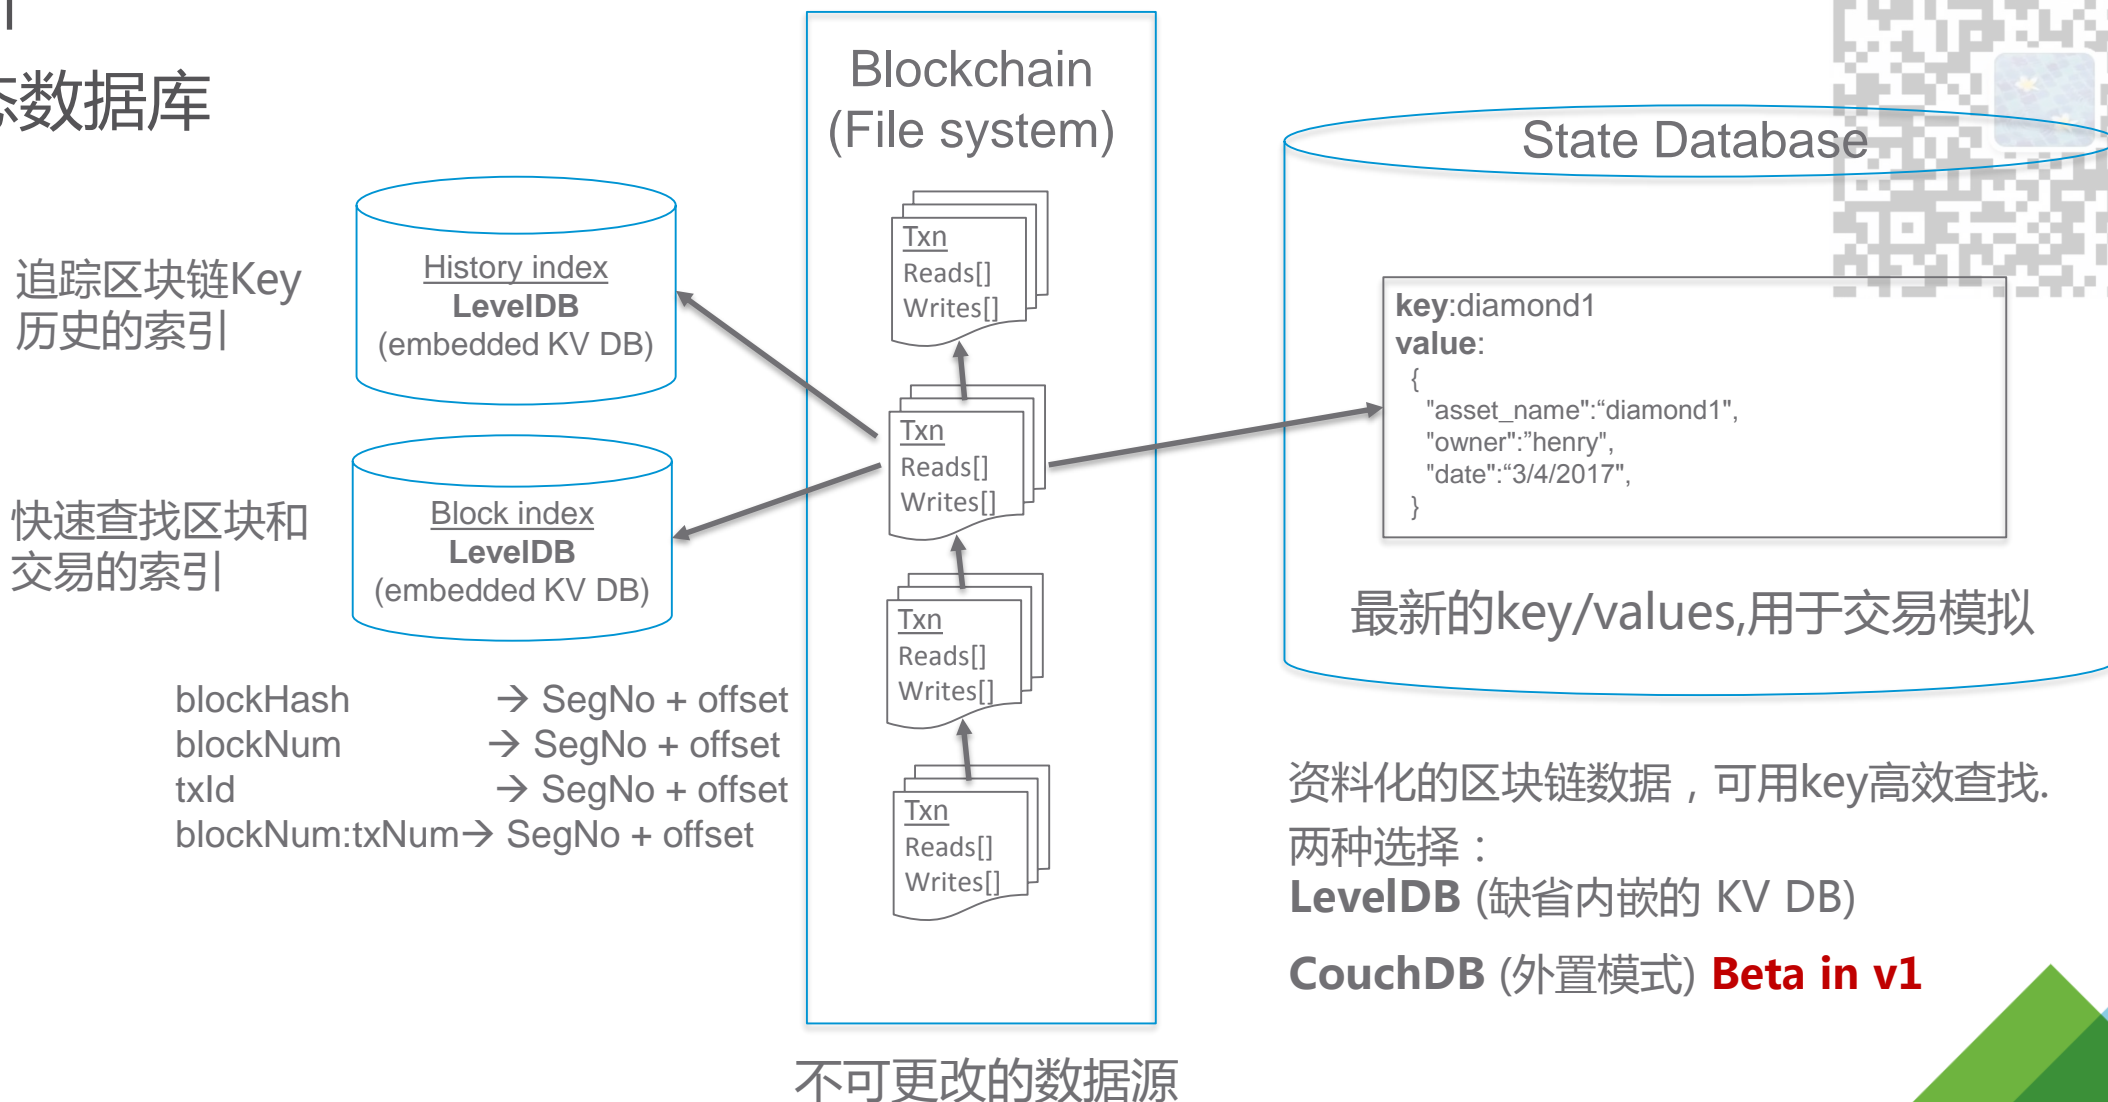 数据库
Blockchain
(File system)
State Database
追踪区块链Key
历史的索引
History index
LevelDB
(embedded KV DB)
快速查找区块和
交易的索引
Block index
LevelDB
(embedded KV DB)
blockHash → SegNo + offset
blockNum → SegNo + offset
txId → SegNo + offset
blockNum:txNum→ SegNo + offset
Txn
Reads[]
Writes[]
Txn
Reads[]
Writes[]
Txn
Reads[]
Writes[]
Txn
Reads[]
Writes[]
不可更改的数据源
key:diamond1
value:
{
"asset_name":“diamond1",
"owner":”henry",
"date":“3/4/2017",
}
最新的key/values,用于交易模拟
资料化的区块链数据，可用key高效查找.
两种选择：
LevelDB (缺省内嵌的 KV DB)
CouchDB (外置模式) Beta in v1